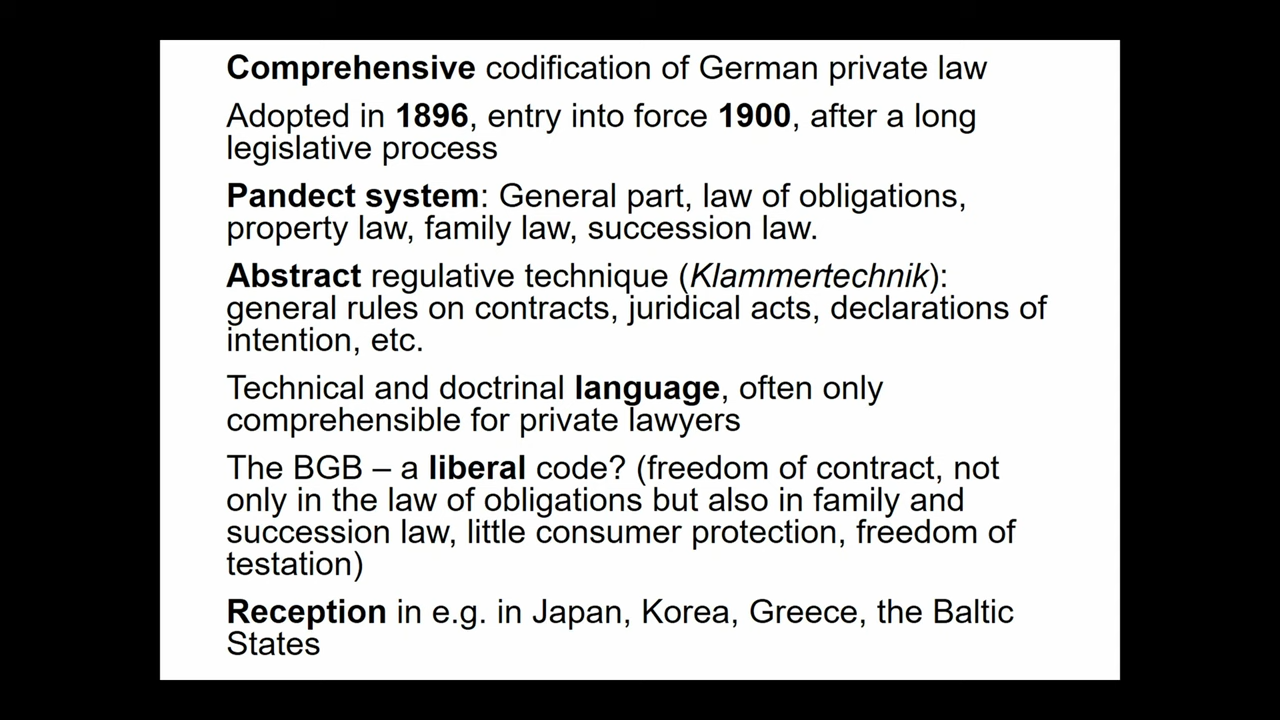 Comprehensive codification of German private law
Adopted in 1896, entry into force 1900, after a long
legislative process
Pandect system: General part, law of obligations,
property law, family law, succession law.
Abstract regulative technique (Klammertechnik):
general rules on contracts, juridical acts, declarations of
intention, etc.
Technical and doctrinal language, often only
comprehensible for private lawyers
The BGB – a liberal code? (freedom of contract, not
only in the law of obligations but also in family and
succession law, little consumer protection, freedom of
testation)
Reception in e.g. in Japan, Korea, Greece, the Baltic
States